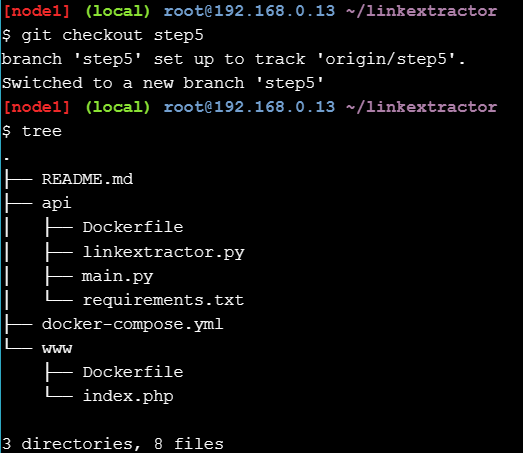 [node1] (local) root@192.168.0.13 ~/linkextractor
$ git checkout step5
branch 'step5' set up to track 'origin/step5'.
Switched to a new branch 'step5'
[node1] (local) root@192.168.0.13 ~/linkextractor
$ tree
.
├── README.md
├── api
│   ├── Dockerfile
│   ├── linkextractor.py
│   ├── main.py
│   └── requirements.txt
├── docker-compose.yml
└── www
    ├── Dockerfile
    └── index.php

3 directories, 8 files